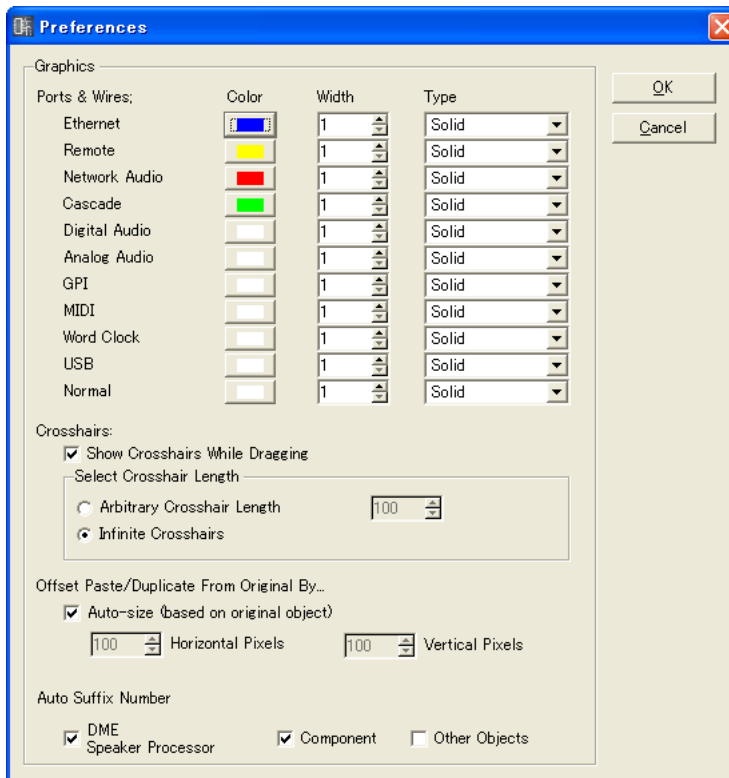 Preferences
Graphics
OK
Cancel
Ports & Wires; Color Width Type
Ethernet 1 Solid
Remote 1 Solid
Network Audio 1 Solid
Cascade 1 Solid
Digital Audio 1 Solid
Analog Audio 1 Solid
GPI 1 Solid
MIDI 1 Solid
Word Clock 1 Solid
USB 1 Solid
Normal 1 Solid
Crosshairs:
Show Crosshairs While Dragging
Select Crosshair Length
Arbitrary Crosshair Length 100
Infinite Crosshairs
Offset Paste/Duplicate From Original By...
Auto-size (based on original object)
100 Horizontal Pixels 100 Vertical Pixels
Auto Suffix Number
DME
Speaker Processor
Component
Other Objects